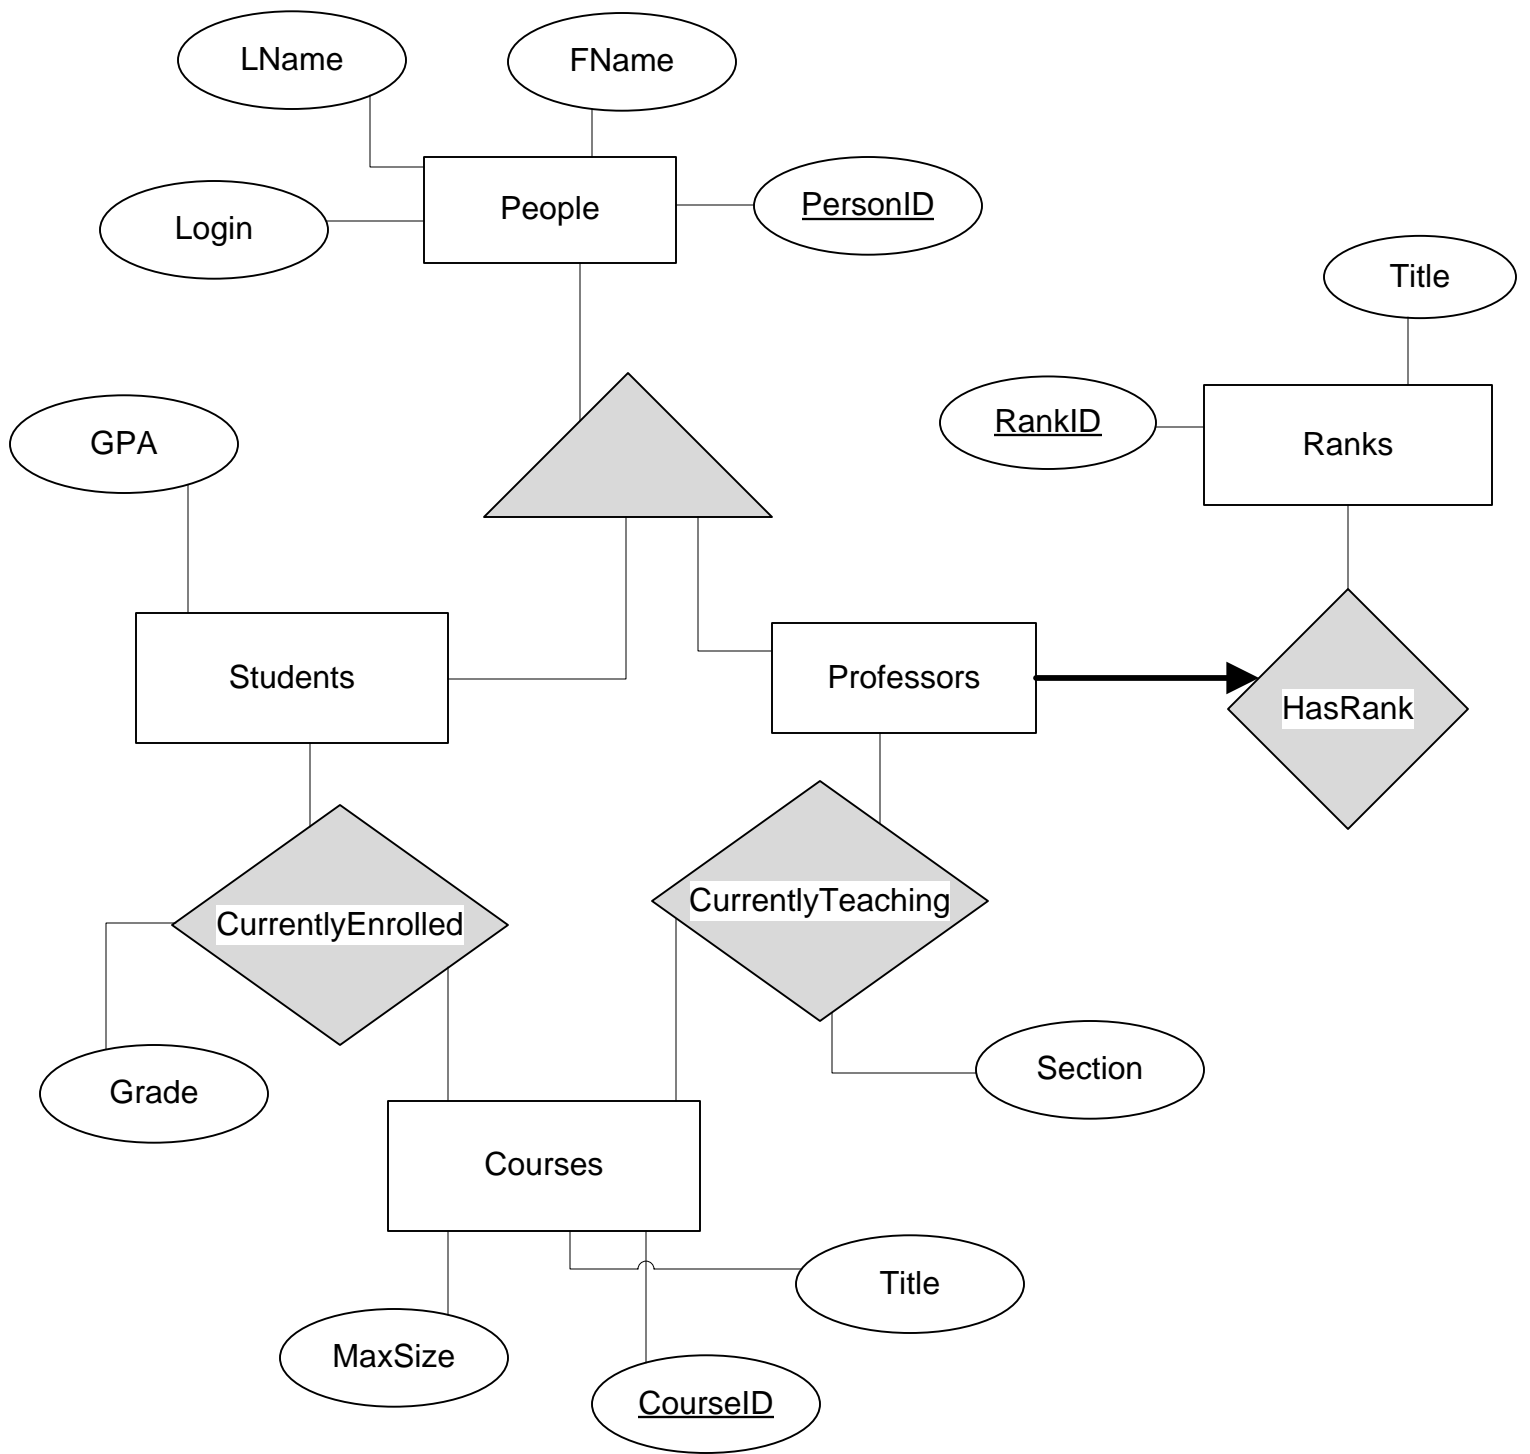 LName
FName
People
PersonID
Login
Title
RankID
Ranks
GPA
Students
Professors
HasRank
CurrentlyEnrolled
CurrentlyTeaching
Grade
Section
Courses
Title
MaxSize
CourseID